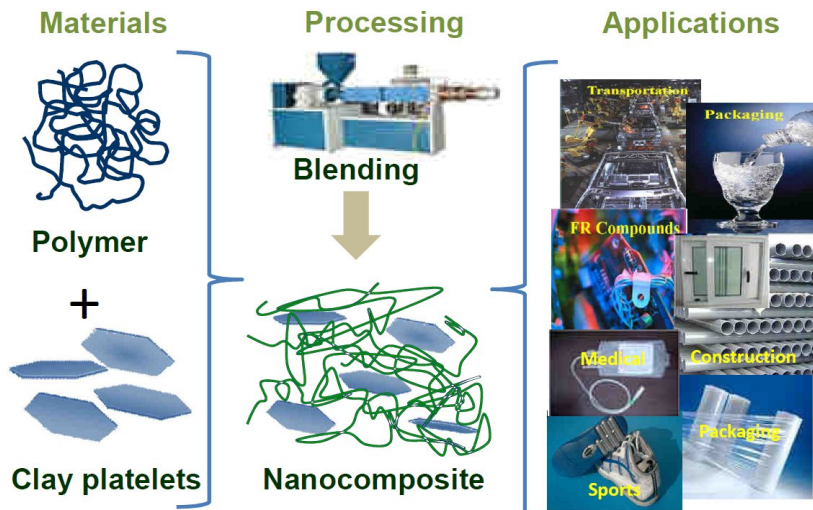 Materials
Processing
Applications
Polymer
+
Clay platelets
Blending
Nanocomposite
Transportation
Packaging
FR Compounds
Medical
Construction
Packaging
Sports